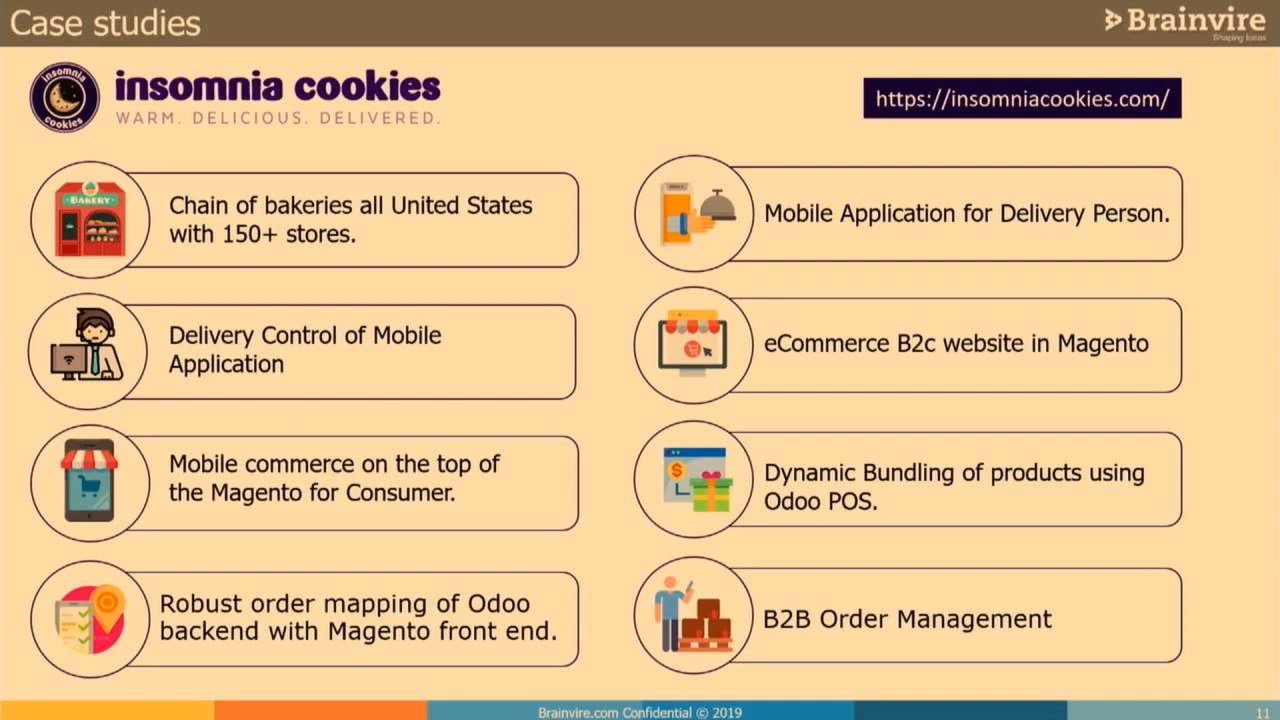 Case studies
Brainvire
Shaping Ideas
insomnia
cookies
insomnia cookies
WARM. DELICIOUS. DELIVERED.
https://insomniacookies.com/
BAKERY
Chain of bakeries all United States
with 150+ stores.
Mobile Application for Delivery Person.
Delivery Control of Mobile
Application
eCommerce B2c website in Magento
Mobile commerce on the top of
the Magento for Consumer.
Dynamic Bundling of products using
Odoo POS.
Robust order mapping of Odoo
backend with Magento front end.
B2B Order Management
Brainvire.com Confidential © 2019
11